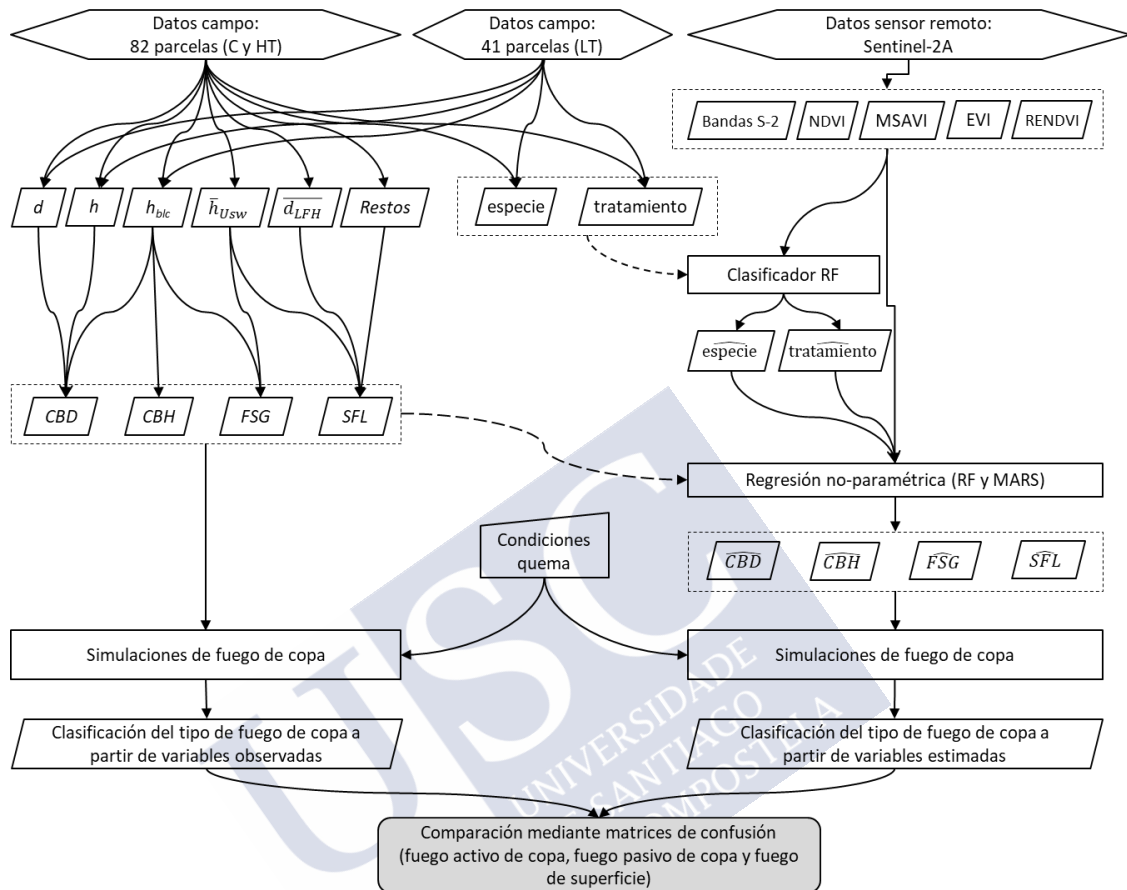 Datos campo:
82 parcelas (C y HT)
Datos campo:
41 parcelas (LT)
Datos sensor remoto:
Sentinel-2A
Bandas S-2
NDVI
MSAVI
EVI
RENDVI
d
h
h_blc
h̅_Usw
d_LFH
Restos
especie
tratamiento
Clasificador RF
especie
tratamiento
CBD
CBH
FSG
SFL
Regresión no-paramétrica (RF y MARS)
Condiciones
quema
CBD
CBH
FSG
SFL
Simulaciones de fuego de copa
Simulaciones de fuego de copa
Clasificación del tipo de fuego de copa a
partir de variables observadas
Clasificación del tipo de fuego de copa a
partir de variables estimadas
Comparación mediante matrices de confusión
(fuego activo de copa, fuego pasivo de copa y fuego
de superficie)
USC
UNIVERSIDADE
DE SANTIAGO
COMPOSTELA